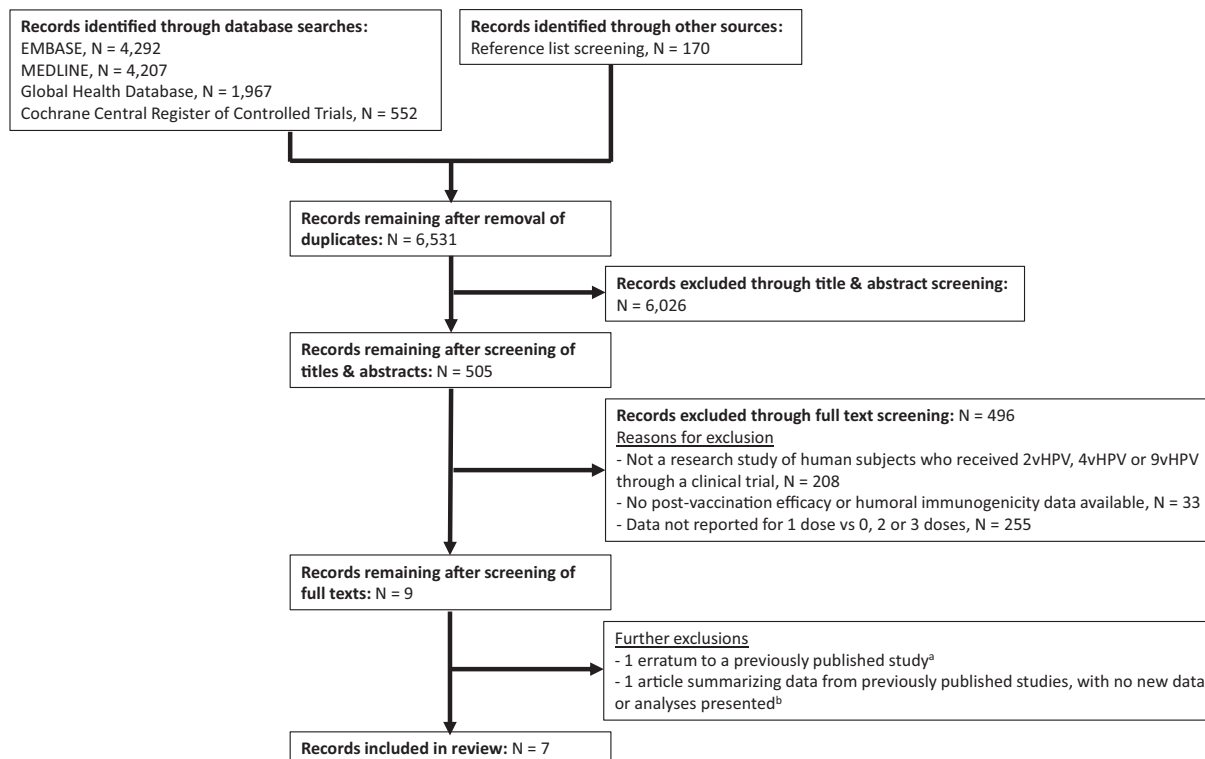 Records identified through database searches:
EMBASE, N = 4,292
MEDLINE, N = 4,207
Global Health Database, N = 1,967
Cochrane Central Register of Controlled Trials, N = 552
Records identified through other sources:
Reference list screening, N = 170
Records remaining after removal of
duplicates: N = 6,531
Records excluded through title & abstract screening:
N = 6,026
Records remaining after screening of
titles & abstracts: N = 505
Records excluded through full text screening: N = 496
Reasons for exclusion
- Not a research study of human subjects who received 2vHPV, 4vHPV or 9vHPV
through a clinical trial, N = 208
- No post-vaccination efficacy or humoral immunogenicity data available, N = 33
- Data not reported for 1 dose vs 0, 2 or 3 doses, N = 255
Records remaining after screening of
full texts: N = 9
Further exclusions
- 1 erratum to a previously published studyᵃ
- 1 article summarizing data from previously published studies, with no new data
or analyses presentedᵇ
Records included in review: N = 7